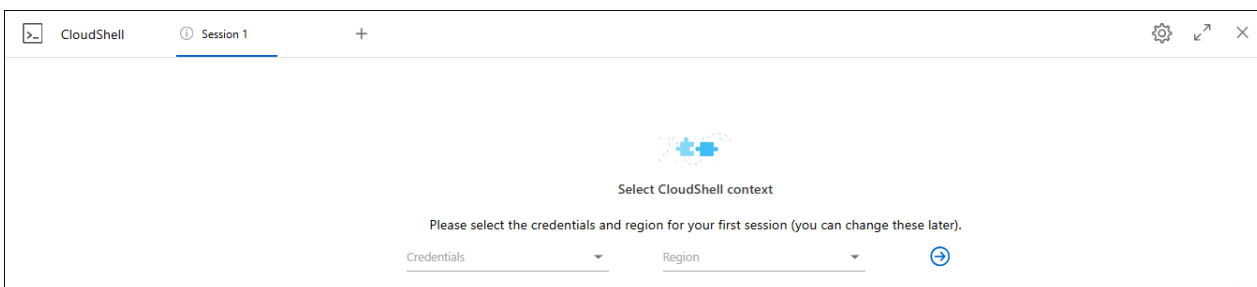 CloudShell
Session 1
Select CloudShell context
Please select the credentials and region for your first session (you can change these later).
Credentials
Region